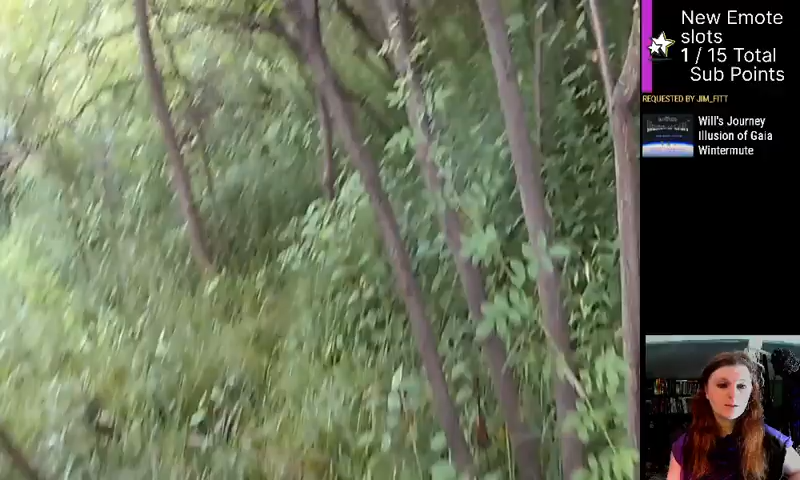 New Emote
slots
1 / 15 Total
Sub Points
REQUESTED BY JIM_FITT
Will's Journey
Illusion of Gaia
Wintermute